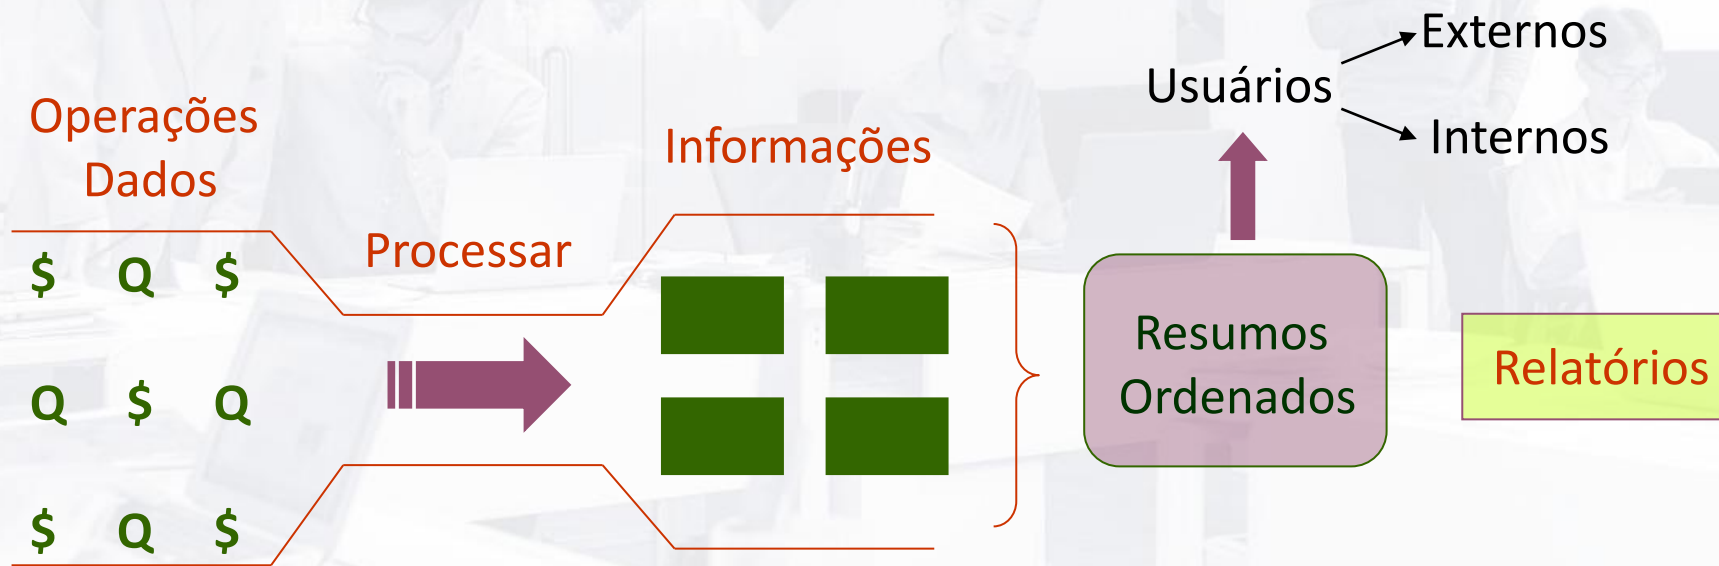 Operações
Dados
$ Q $
Q $ Q
$ Q $
Processar
Informações
Usuários
Externos
Internos
Resumos
Ordenados
Relatórios